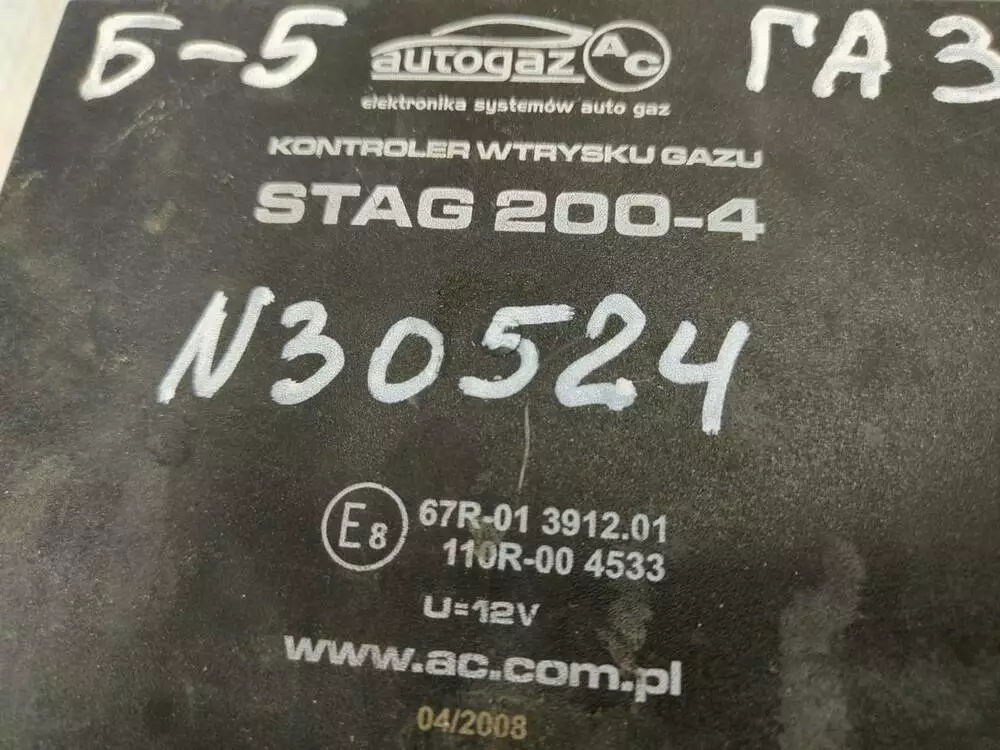 Б-5 autogaz AC ГАЗ
elektronika systemów auto gaz
KONTROLER WTRYSKU GAZU
STAG 200-4
N30524
E8 67R-01 3912.01
110R-00 4533
U=12V
www.ac.com.pl
04/2008